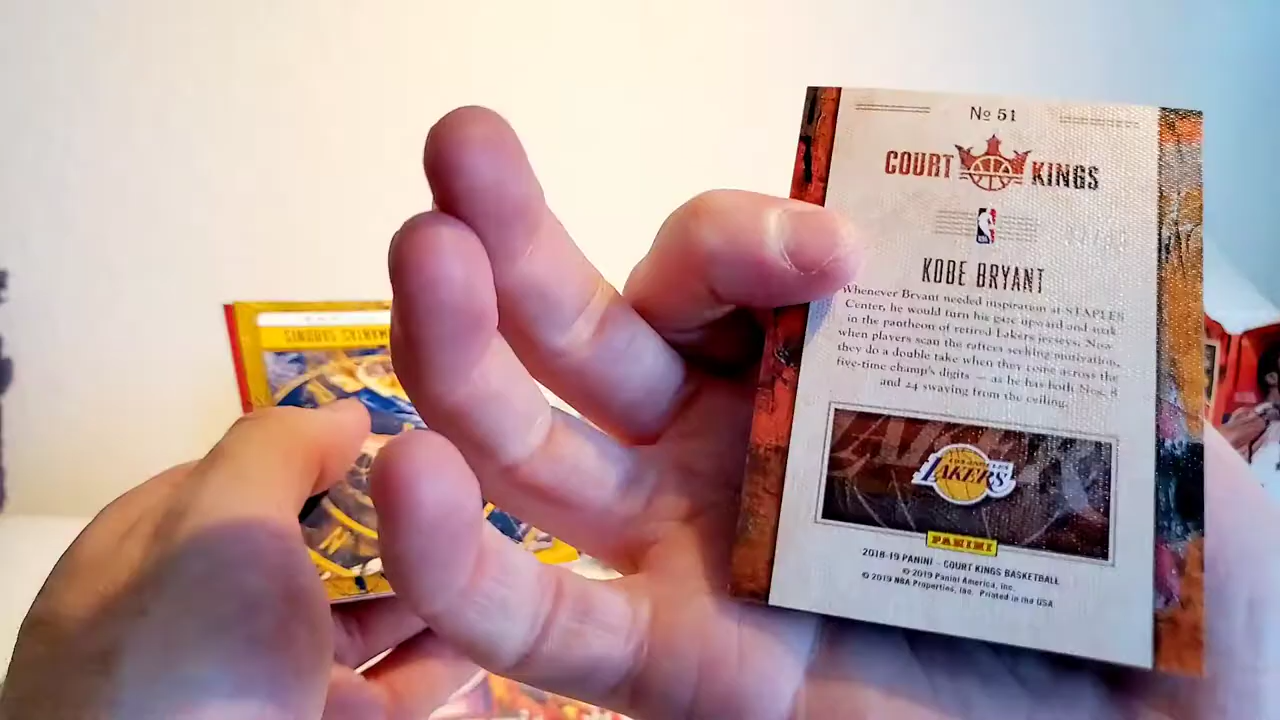 № 51
COURT KINGS
KOBE BRYANT
Whenever Bryant needed inspiration at STAPLES
Center, he would turn his gaze upward and soak
in the pantheon of retired Lakers jerseys. Now
when players scan the rafters seeking motivation,
they do a double take when they come across the
five-time champ's digits — as he has both Nos. 8
and 24 swaying from the ceiling.
LOS ANGELES
LAKERS
PANINI
2018-19 PANINI - COURT KINGS BASKETBALL
© 2019 Panini America, Inc.
© 2019 NBA Properties, Inc. Printed in the USA
MANTAS SABONIS